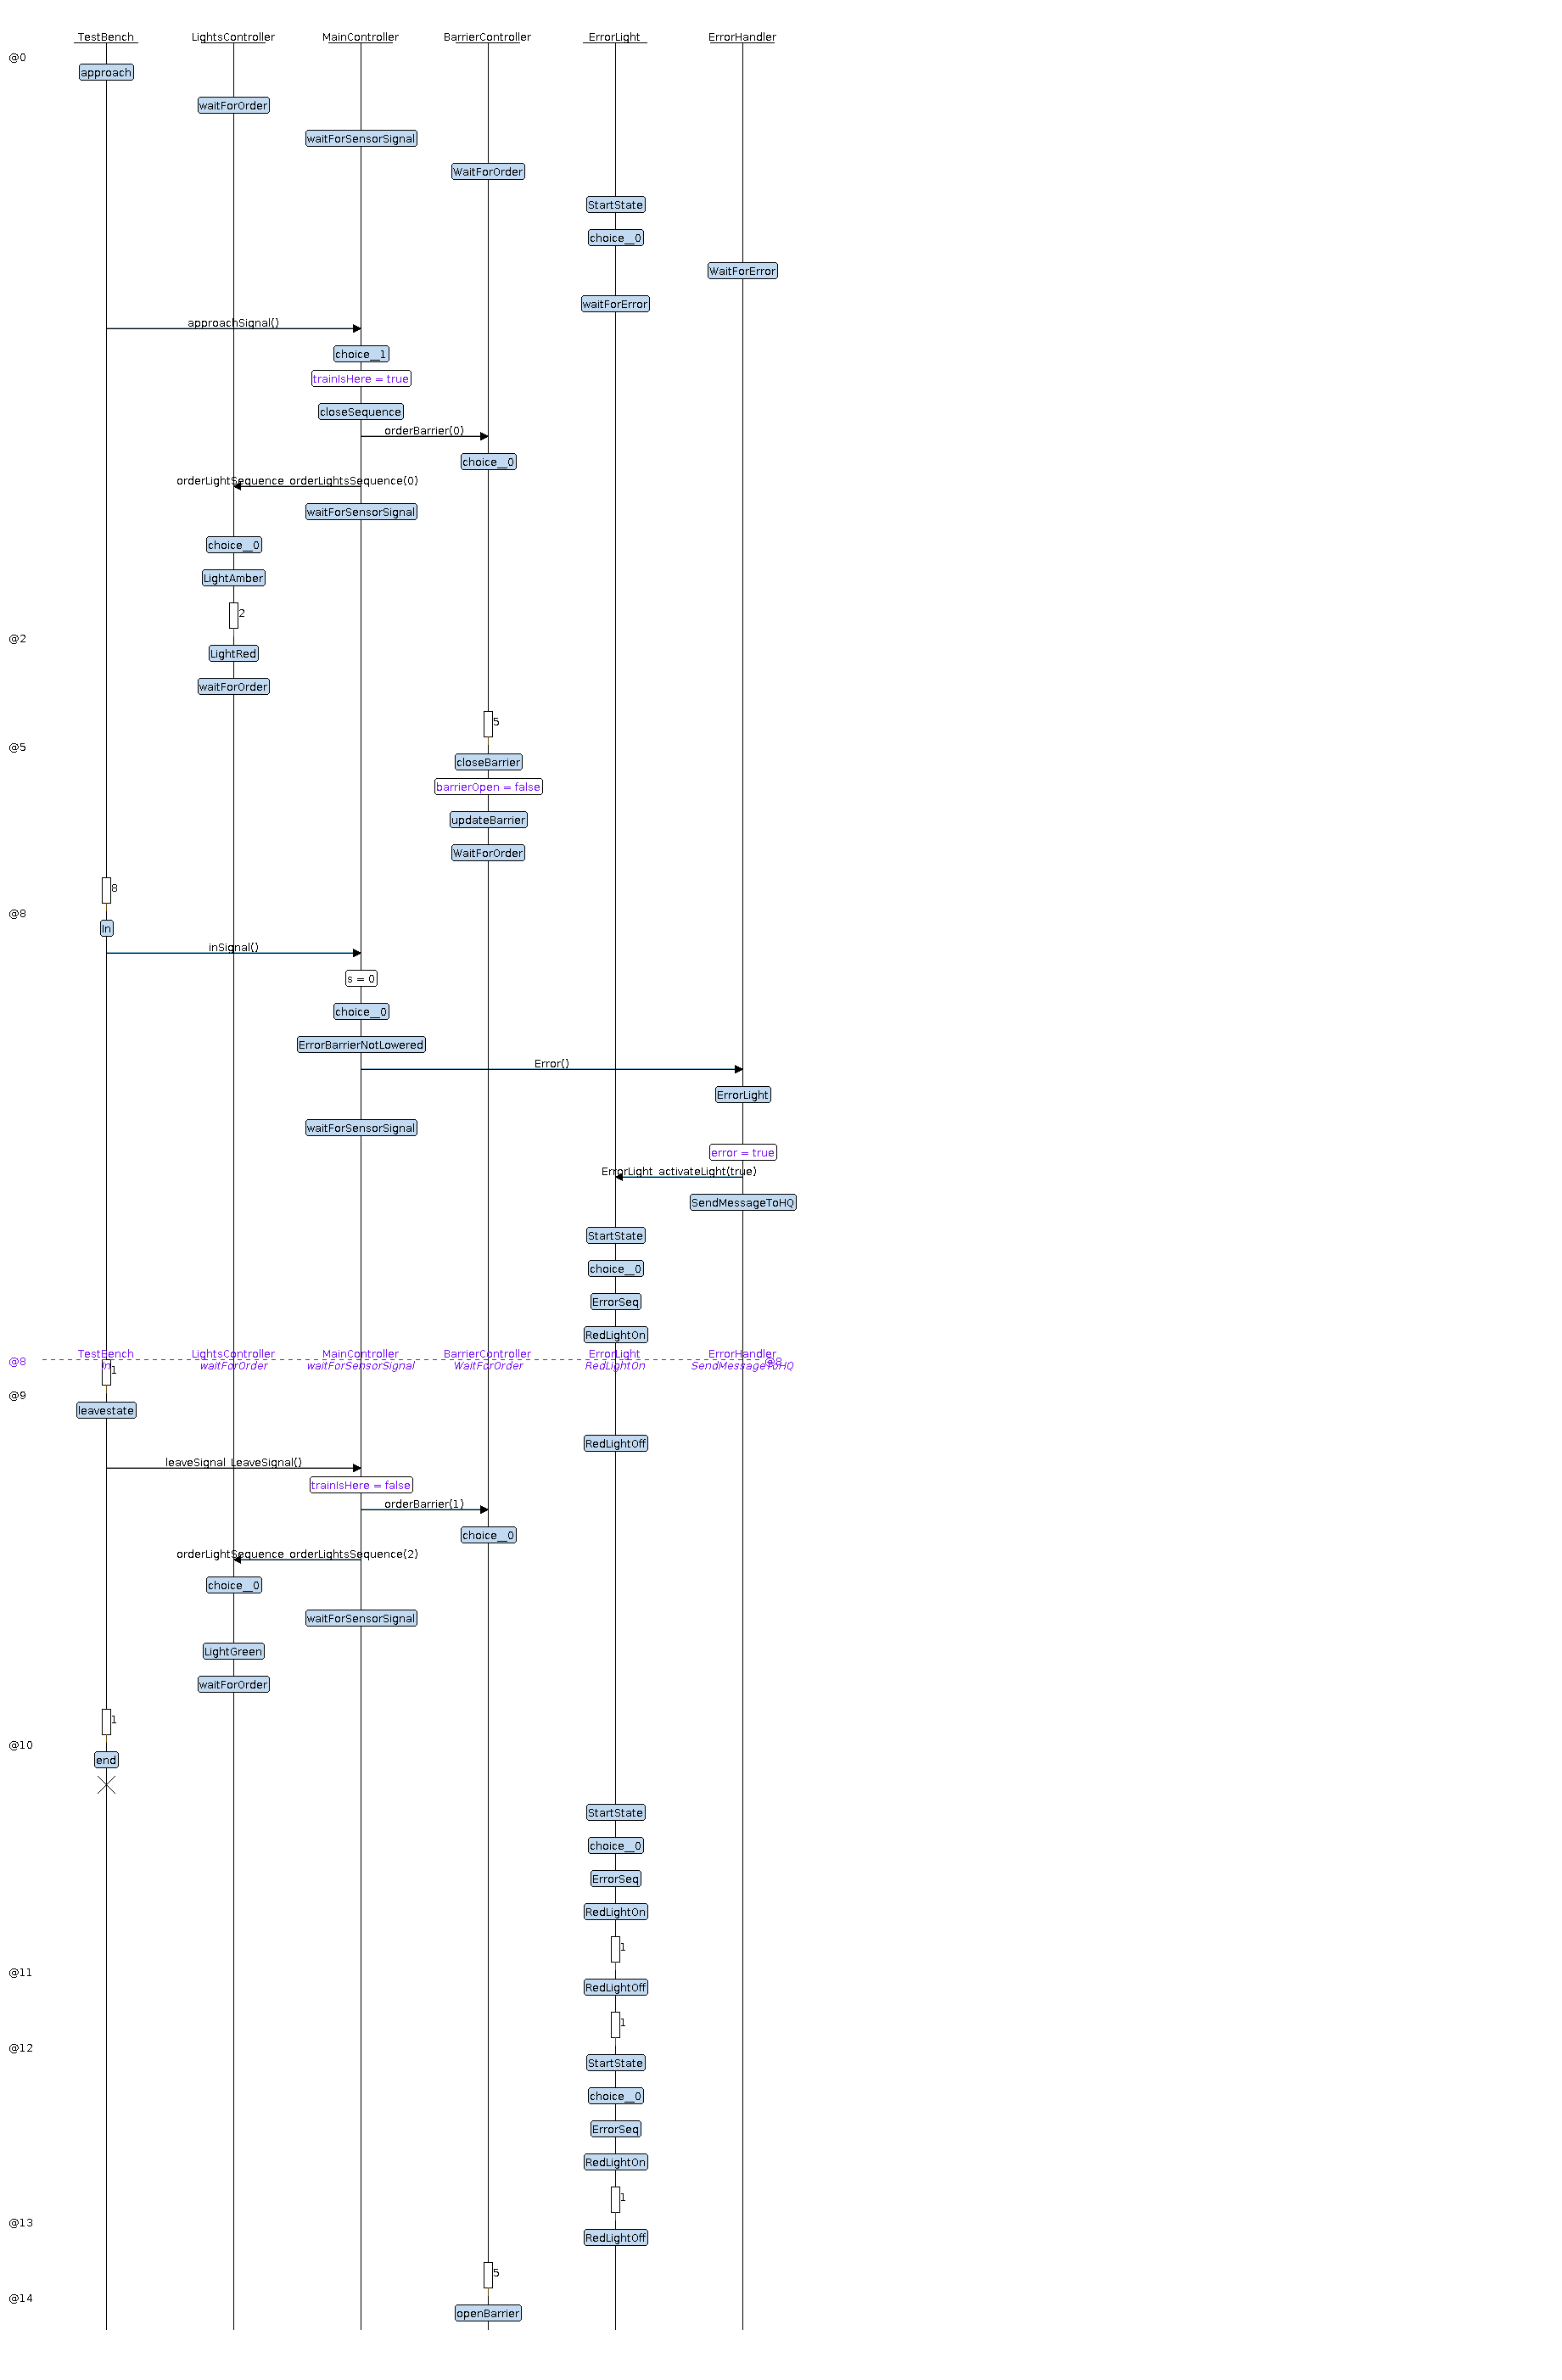 TestBench LightsController MainController BarrierController ErrorLight ErrorHandler
@0
approach
waitForOrder
waitForSensorSignal
WaitForOrder
StartState
choice__0
WaitForError
waitForError
approachSignal()
choice__1
trainIsHere = true
closeSequence
orderBarrier(0)
choice__0
orderLightSequence_orderLightsSequence(0)
waitForSensorSignal
choice__0
LightAmber
2
@2
LightRed
waitForOrder
5
@5
closeBarrier
barrierOpen = false
updateBarrier
WaitForOrder
8
@8
In
inSignal()
s = 0
choice__0
ErrorBarrierNotLowered
Error()
ErrorLight
waitForSensorSignal
error = true
ErrorLight_activateLight(true)
SendMessageToHQ
StartState
choice__0
ErrorSeq
RedLightOn
TestBench LightsController MainController BarrierController ErrorLight ErrorHandler
@8 @8
In waitForOrder waitForSensorSignal WaitForOrder RedLightOn SendMessageToHQ
1
@9
leavestate
RedLightOff
leaveSignal_LeaveSignal()
trainIsHere = false
orderBarrier(1)
choice__0
orderLightSequence_orderLightsSequence(2)
choice__0
waitForSensorSignal
LightGreen
waitForOrder
1
@10
end
StartState
choice__0
ErrorSeq
RedLightOn
1
@11
RedLightOff
1
@12
StartState
choice__0
ErrorSeq
RedLightOn
1
@13
RedLightOff
5
@14
openBarrier